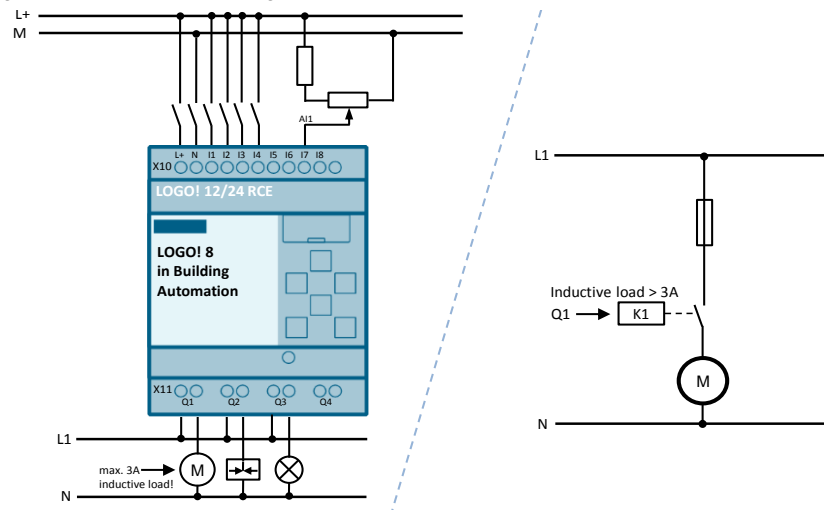 L+
M
AI1
L+ N I1 I2 I3 I4 I5 I6 I7 I8
X10
LOGO! 12/24 RCE
LOGO! 8
in Building
Automation
X11
Q1 Q2 Q3 Q4
L1
max. 3A
inductive load!
M
N
L1
Inductive load > 3A
Q1
K1
M
N